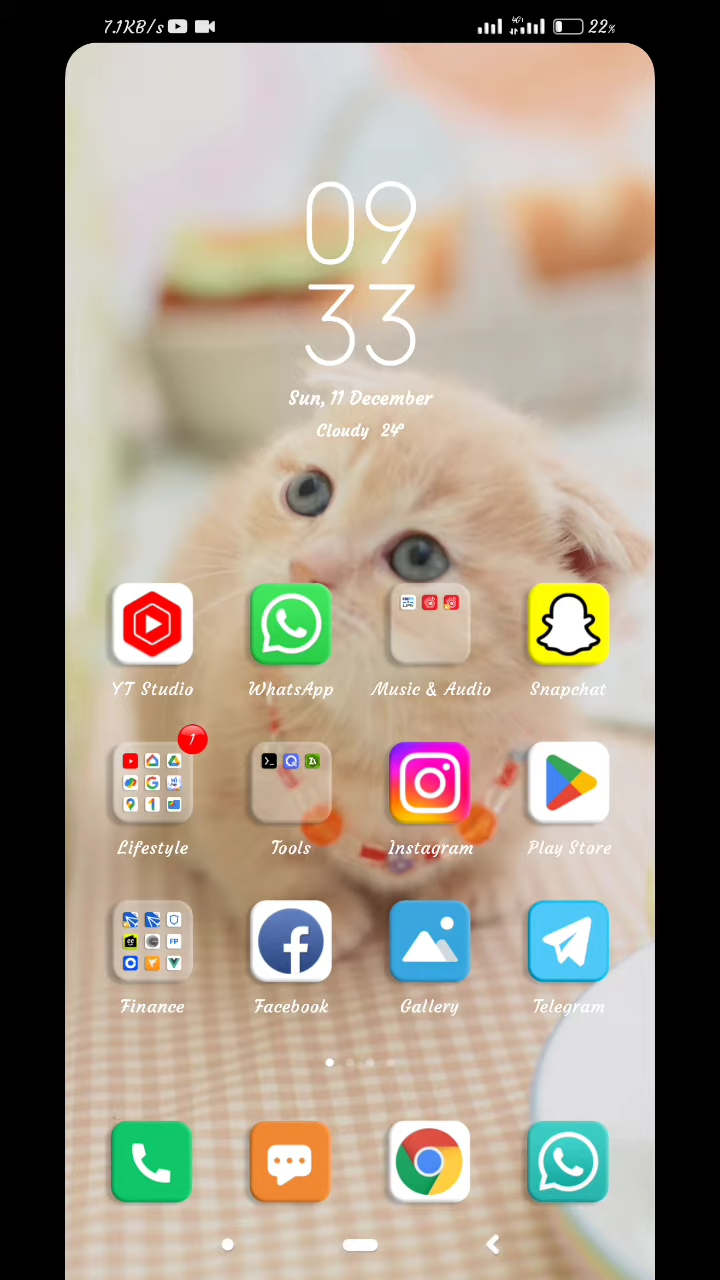 7.1KB/s
4G+
22%
09
33
Sun, 11 December
Cloudy 24°
YT Studio
WhatsApp
Music & Audio
Snapchat
1
Lifestyle
Tools
Instagram
Play Store
Finance
Facebook
Gallery
Telegram